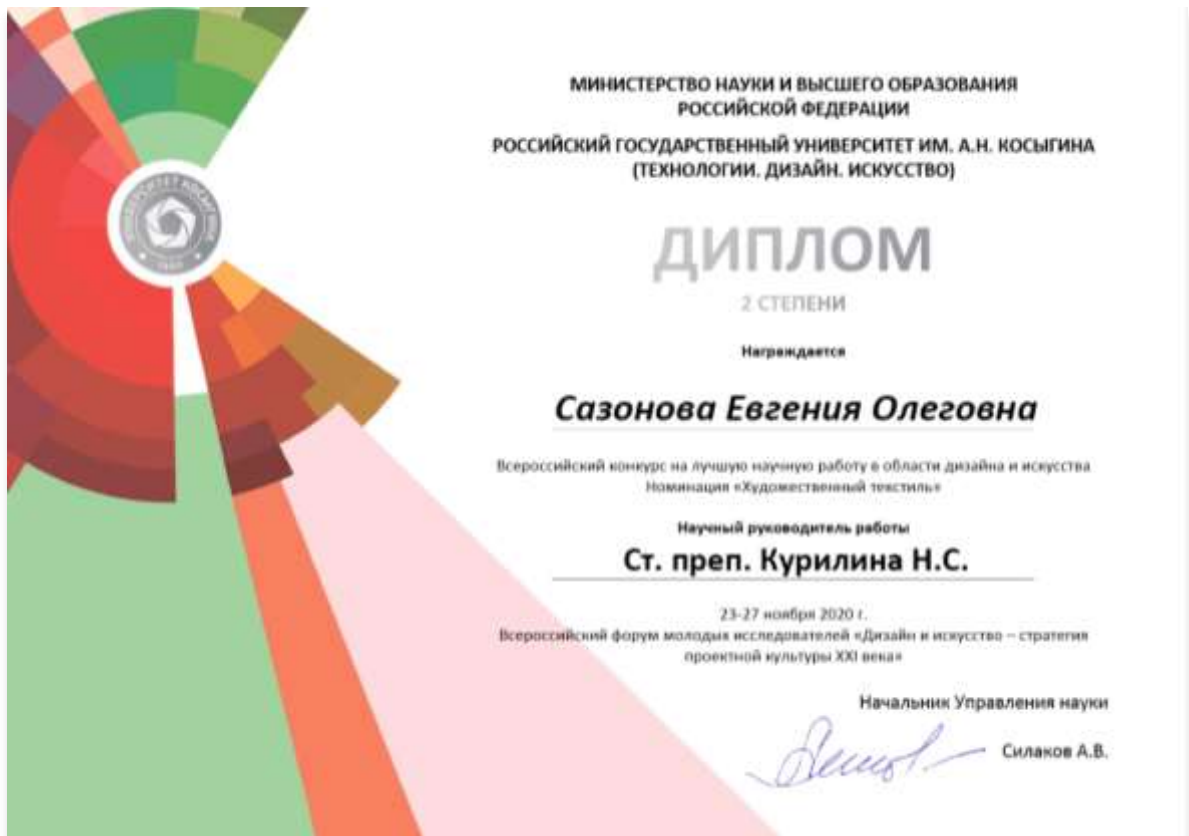 МИНИСТЕРСТВО НАУКИ И ВЫСШЕГО ОБРАЗОВАНИЯ
РОССИЙСКОЙ ФЕДЕРАЦИИ
РОССИЙСКИЙ ГОСУДАРСТВЕННЫЙ УНИВЕРСИТЕТ ИМ. А.Н. КОСЫГИНА
(ТЕХНОЛОГИИ. ДИЗАЙН. ИСКУССТВО)
ДИПЛОМ
2 СТЕПЕНИ
Награждается
Сазонова Евгения Олеговна
Всероссийский конкурс на лучшую научную работу в области дизайна и искусства
Номинация «Художественный текстиль»
Научный руководитель работы
Ст. преп. Курилина Н.С.
23-27 ноября 2020 г.
Всероссийский форум молодых исследователей «Дизайн и искусство – стратегия
проектной культуры XXI века»
Начальник Управления науки
Силаков А.В.